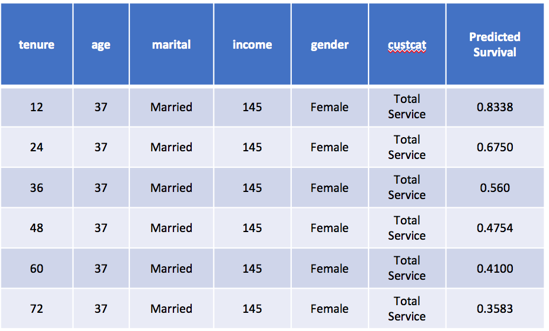 tenure age marital income gender custcat Predicted Survival
12 37 Married 145 Female Total Service 0.8338
24 37 Married 145 Female Total Service 0.6750
36 37 Married 145 Female Total Service 0.560
48 37 Married 145 Female Total Service 0.4754
60 37 Married 145 Female Total Service 0.4100
72 37 Married 145 Female Total Service 0.3583